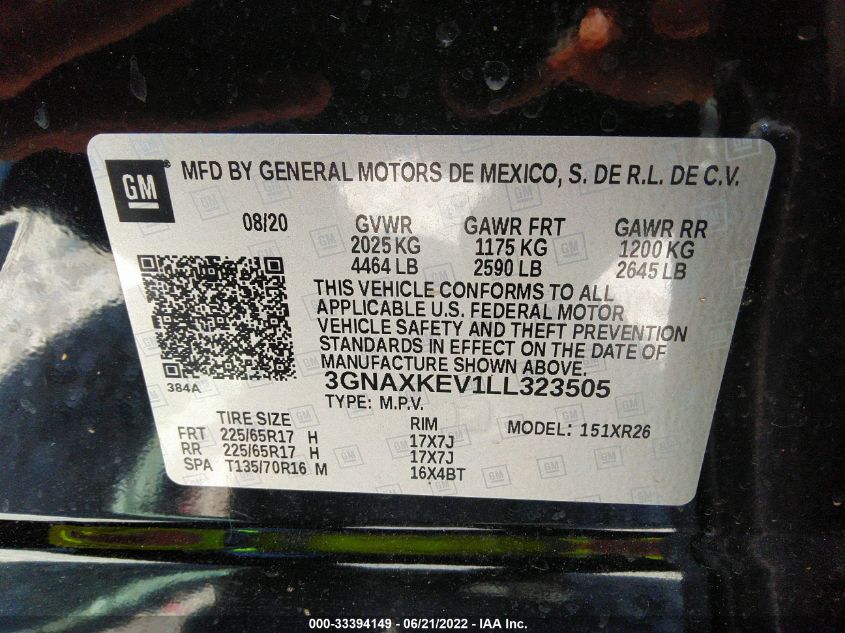 GM
MFD BY GENERAL MOTORS DE MEXICO, S. DE R.L. DE C.V.
08/20 GVWR GAWR FRT GAWR RR
2025 KG 1175 KG 1200 KG
4464 LB 2590 LB 2645 LB
THIS VEHICLE CONFORMS TO ALL
APPLICABLE U.S. FEDERAL MOTOR
VEHICLE SAFETY AND THEFT PREVENTION
STANDARDS IN EFFECT ON THE DATE OF
MANUFACTURE SHOWN ABOVE.
384A
3GNAXKEV1LL323505
TYPE: M.P.V.
TIRE SIZE RIM MODEL: 151XR26
FRT 225/65R17 H 17X7J
RR 225/65R17 H 17X7J
SPA T135/70R16 M 16X4BT
000-33394149 - 06/21/2022 - IAA Inc.